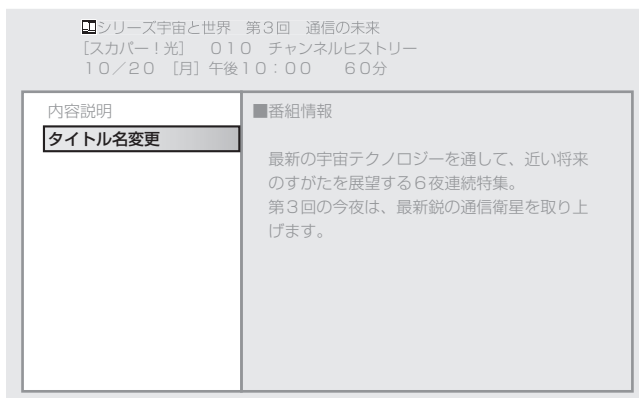 シリーズ宇宙と世界 第3回 通信の未来
[スカパー!光] 010 チャンネルヒストリー
10/20 [月] 午後10:00 60分
内容説明
タイトル名変更
■番組情報
最新の宇宙テクノロジーを通して、近い将来
のすがたを展望する6夜連続特集。
第3回の今夜は、最新鋭の通信衛星を取り上
げます。